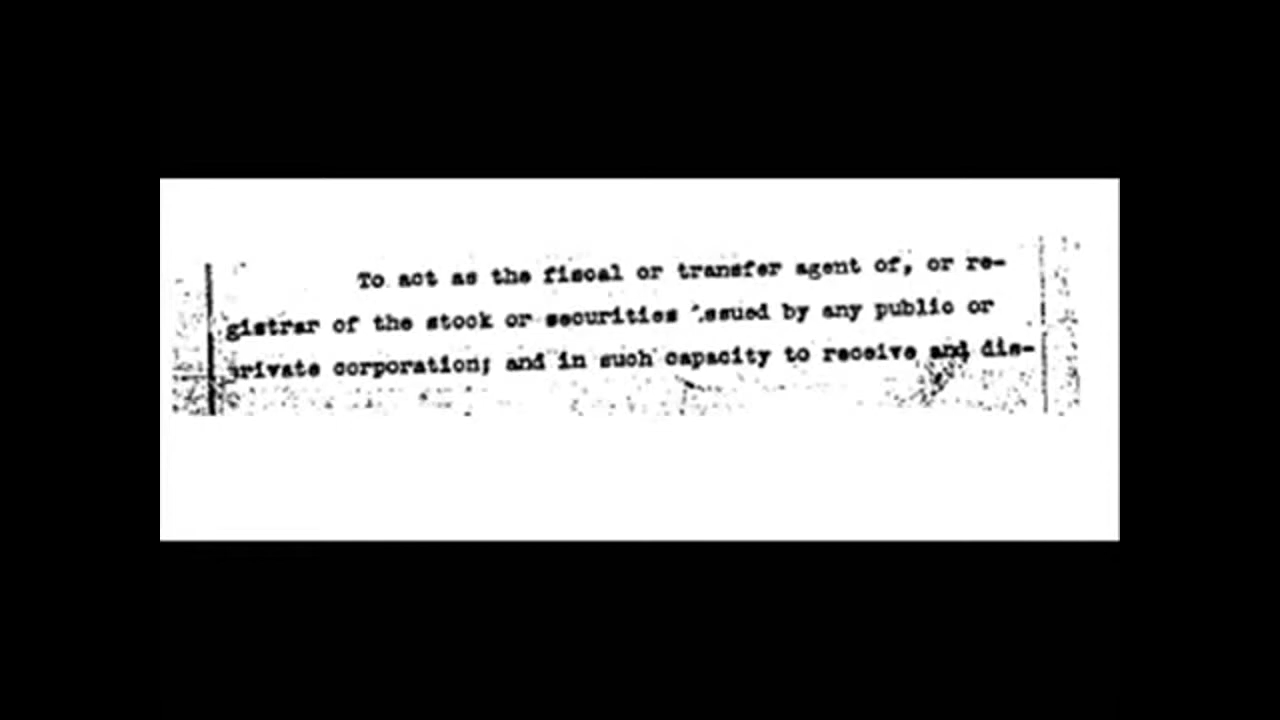 To act as the fiscal or transfer agent of, or re-
gistrar of the stock or securities issued by any public or
private corporation; and in such capacity to receive and dis-